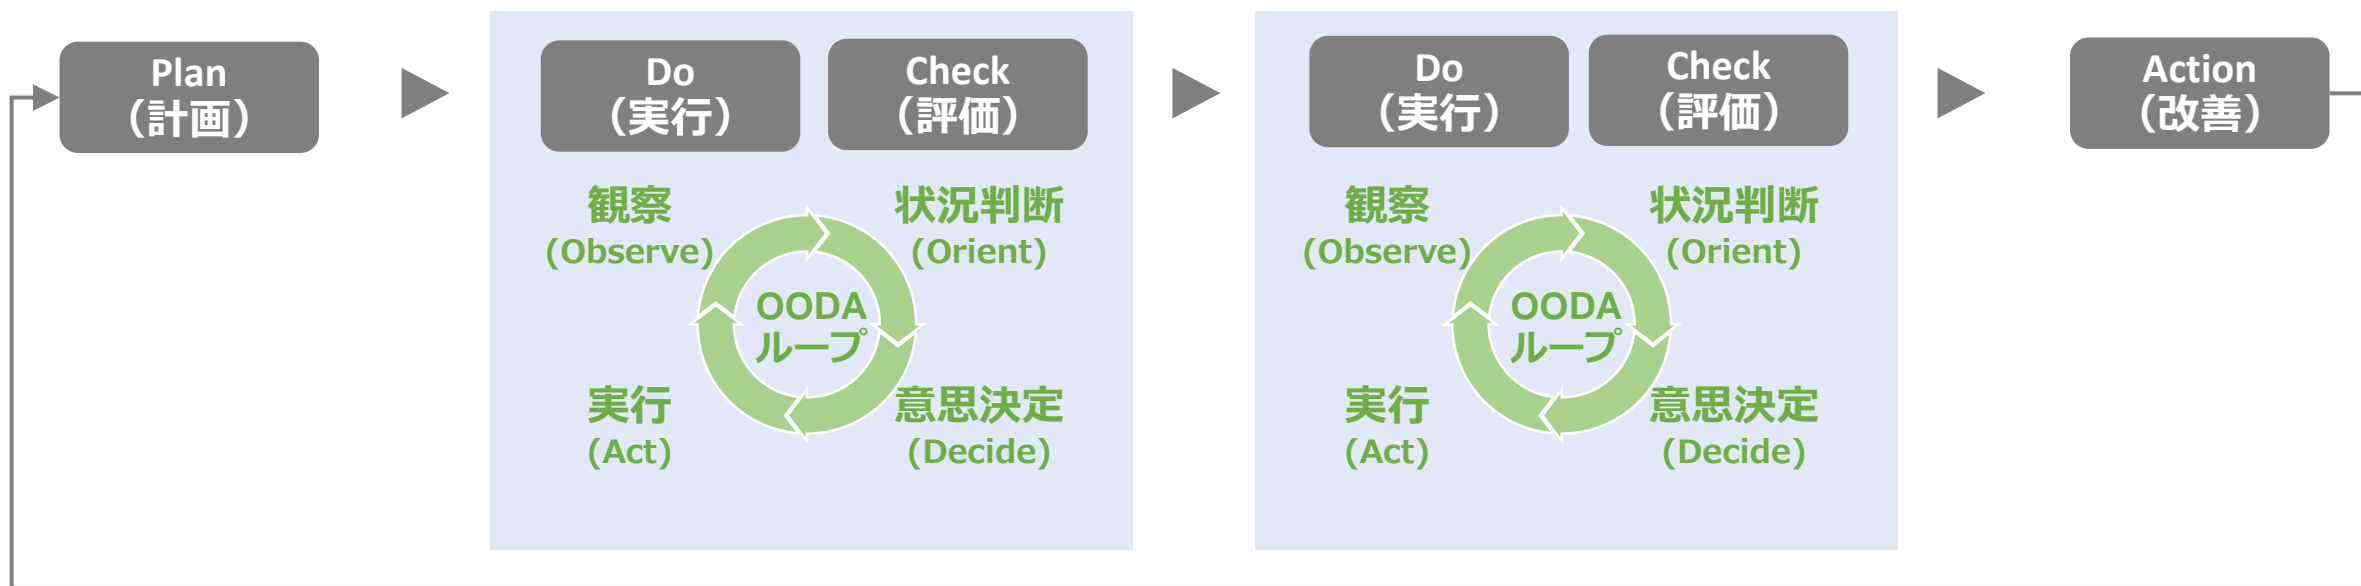 Plan
（計画）
Do
（実行）
Check
（評価）
観察
(Observe)
状況判断
(Orient)
OODA
ループ
実行
(Act)
意思決定
(Decide)
Do
（実行）
Check
（評価）
観察
(Observe)
状況判断
(Orient)
OODA
ループ
実行
(Act)
意思決定
(Decide)
Action
（改善）